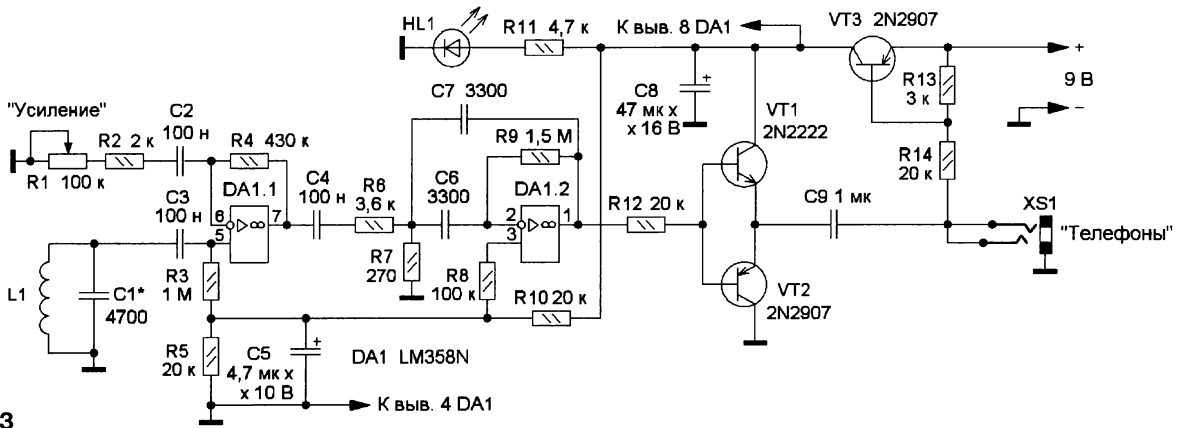 HL1
R11 4,7 к
К выв. 8 DA1
VT3 2N2907
+
9 В
−
"Усиление"
C2
100 н
C7 3300
C8
47 мк х
х 16 В
+
VT1
2N2222
R13
3 к
R14
20 к
R1 100 к
R2 2 к
R4 430 к
R9 1,5 М
C3
100 н
DA1.1
6
5
7
▷∞
C4
100 н
R6
3,6 к
C6
3300
DA1.2
2
3
1
▷∞
R12 20 к
C9 1 мк
XS1
"Телефоны"
L1
C1*
4700
R3
1 М
R7
270
R8
100 к
R10 20 к
VT2
2N2907
R5
20 к
C5
4,7 мк х
х 10 В
+
DA1 LM358N
К выв. 4 DA1
3